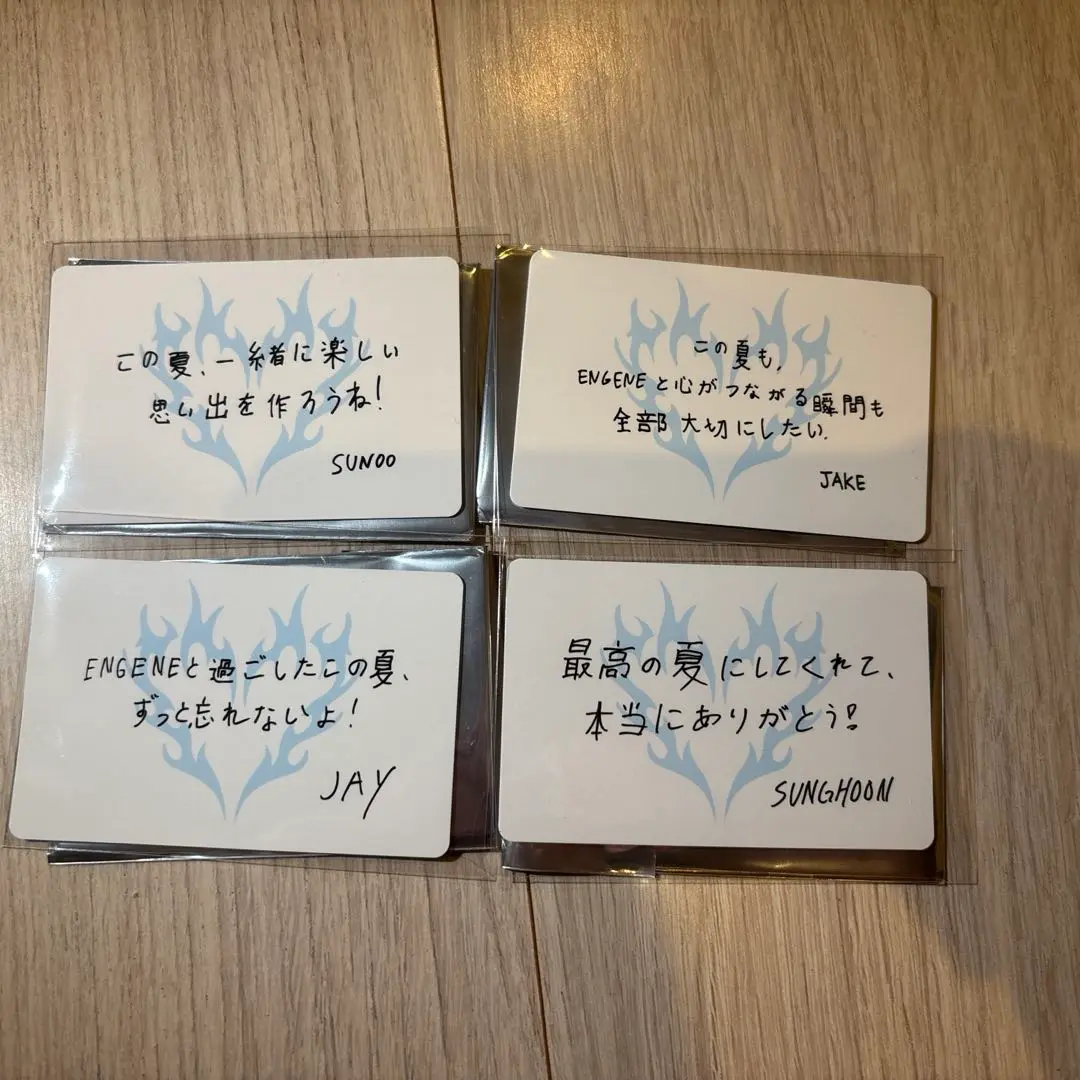 この夏、一緒に楽しい
思い出を作ろうね!
SUNOO
この夏も,
ENGENEと心がつながる瞬間も
全部大切にしたい.
JAKE
ENGENEと過ごしたこの夏、
ずっと忘れないよ!
JAY
最高の夏にしてくれて、
本当にありがとう!!
SUNGHOON